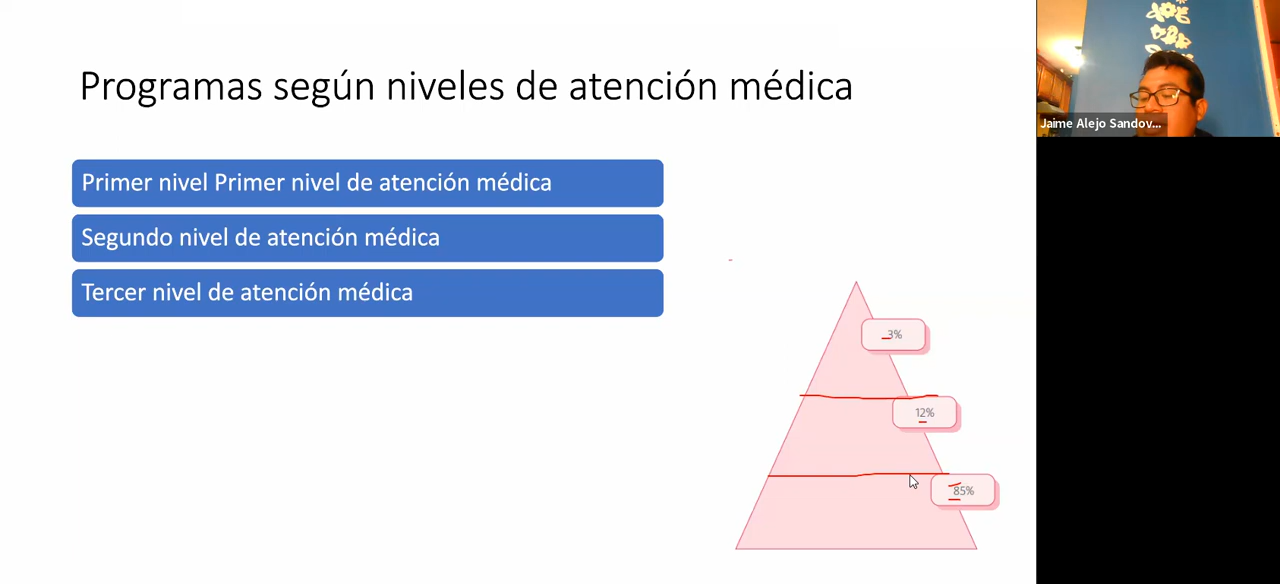 Programas según niveles de atención médica
Primer nivel Primer nivel de atención médica
Segundo nivel de atención médica
Tercer nivel de atención médica
3%
12%
85%
Jaime Alejo Sandov...